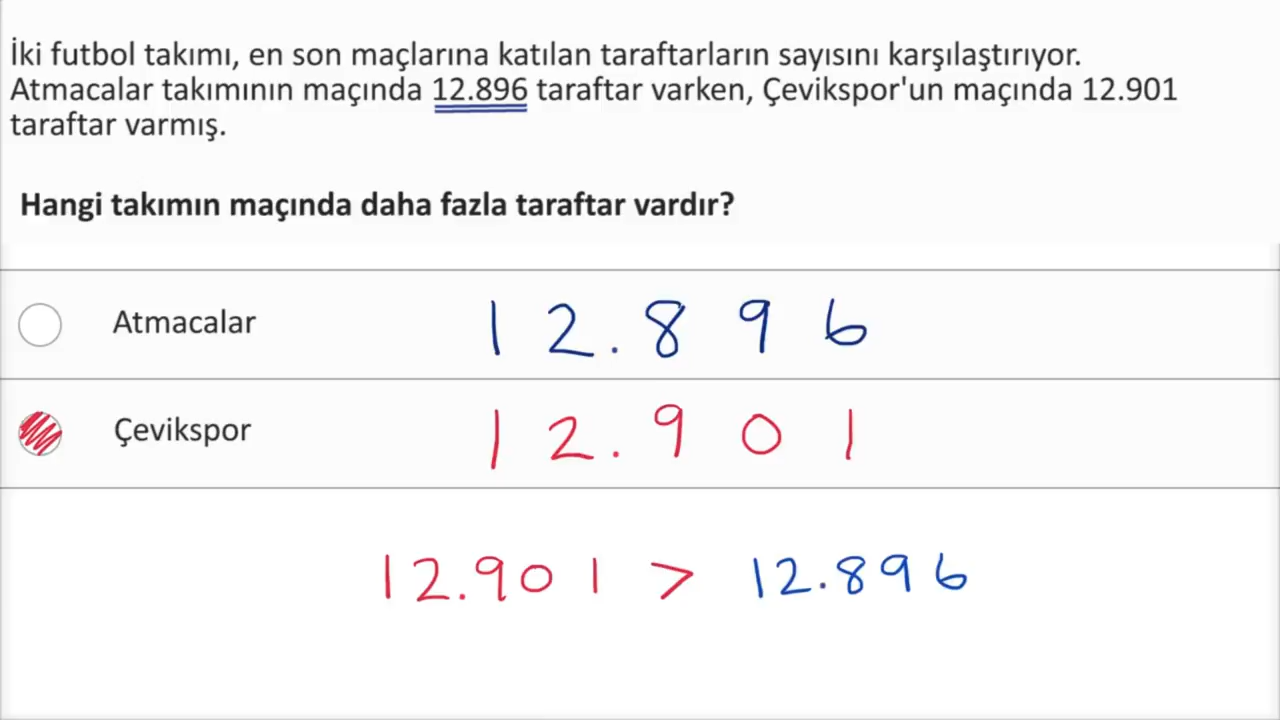 İki futbol takımı, en son maçlarına katılan taraftarların sayısını karşılaştırıyor.
Atmacalar takımının maçında 12.896 taraftar varken, Çevikspor'un maçında 12.901
taraftar varmış.
Hangi takımın maçında daha fazla taraftar vardır?
Atmacalar 12.896
Çevikspor 12.901
12.901 > 12.896